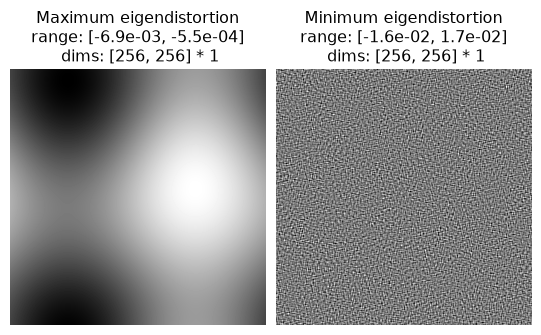 Maximum eigendistortion
range: [-6.9e-03, -5.5e-04]
dims: [256, 256] * 1
Minimum eigendistortion
range: [-1.6e-02, 1.7e-02]
dims: [256, 256] * 1